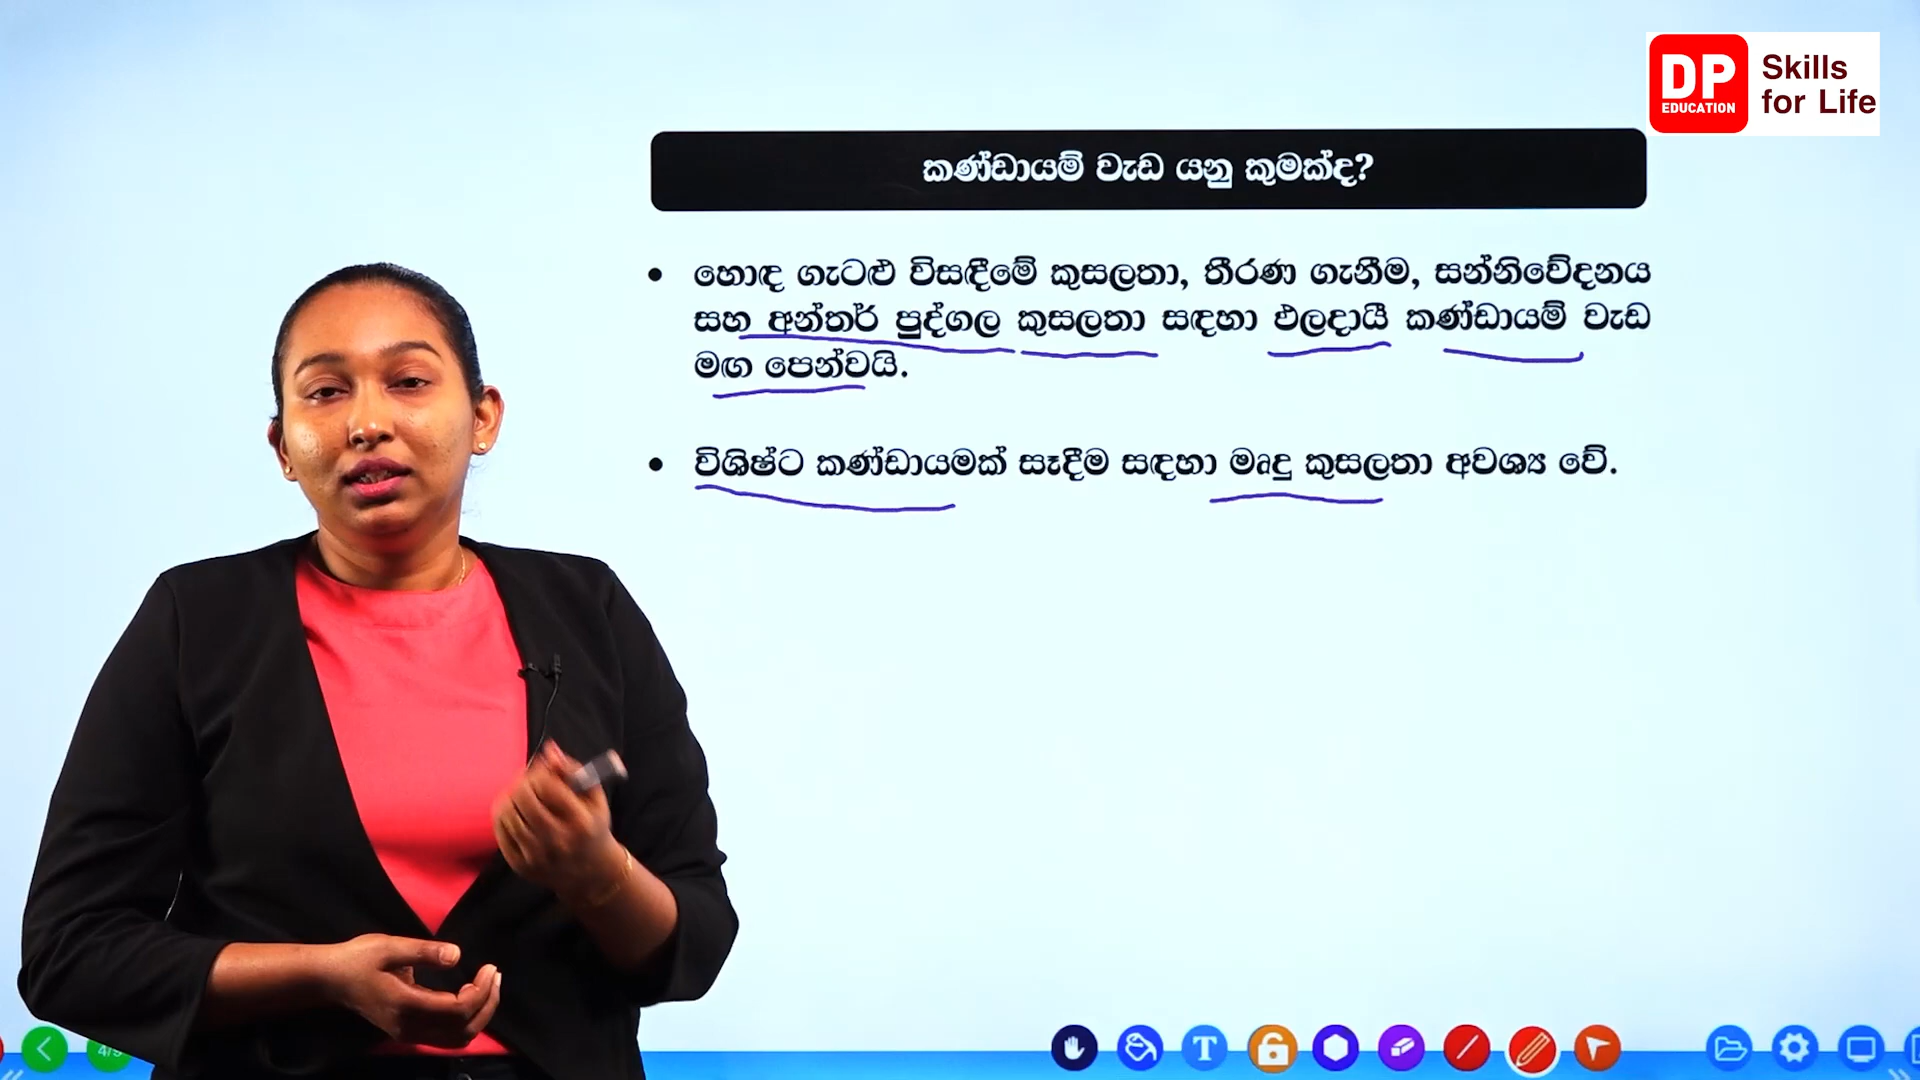 DP
EDUCATION
Skills
for Life
කණ්ඩායම් වැඩ යනු කුමක්ද?
• හොඳ ගැටළු විසඳීමේ කුසලතා, තීරණ ගැනීම, සන්නිවේදනය
සහ අන්තර් පුද්ගල කුසලතා සඳහා ඵලදායී කණ්ඩායම් වැඩ
මඟ පෙන්වයි.
• විශිෂ්ට කණ්ඩායමක් සෑදීම සඳහා මෘදු කුසලතා අවශ්‍ය වේ.
T